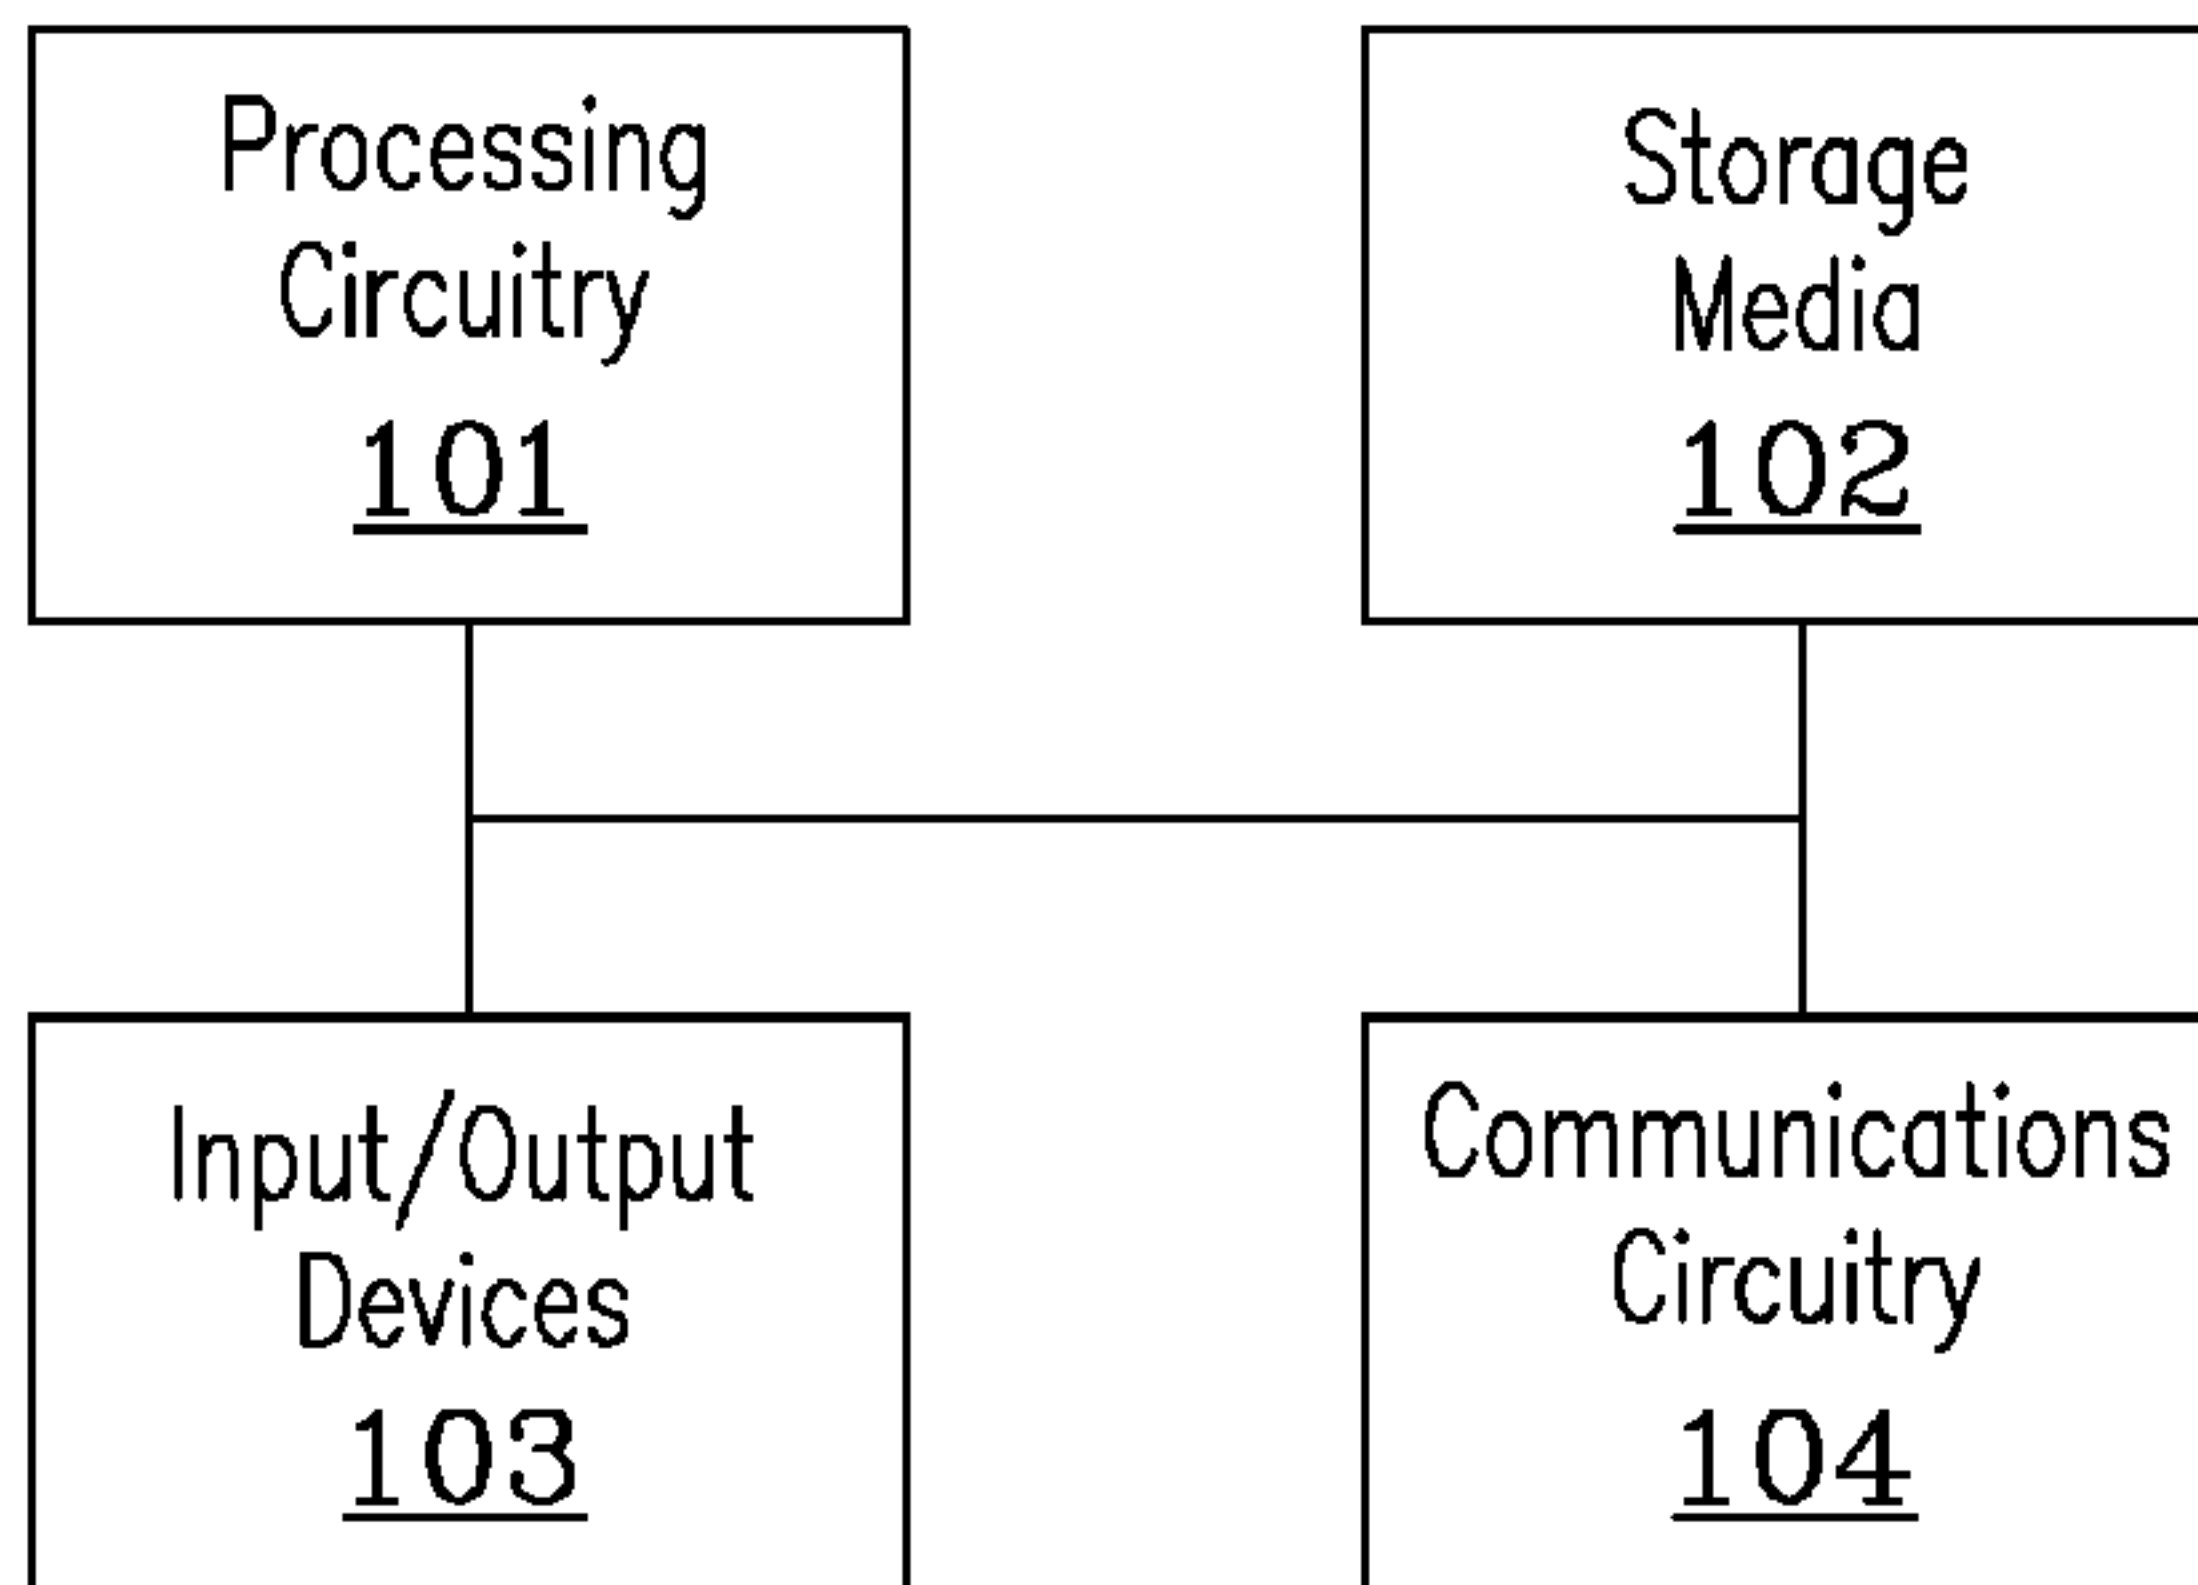 Processing
Circuitry
101
Storage
Media
102
Input/Output
Devices
103
Communications
Circuitry
104